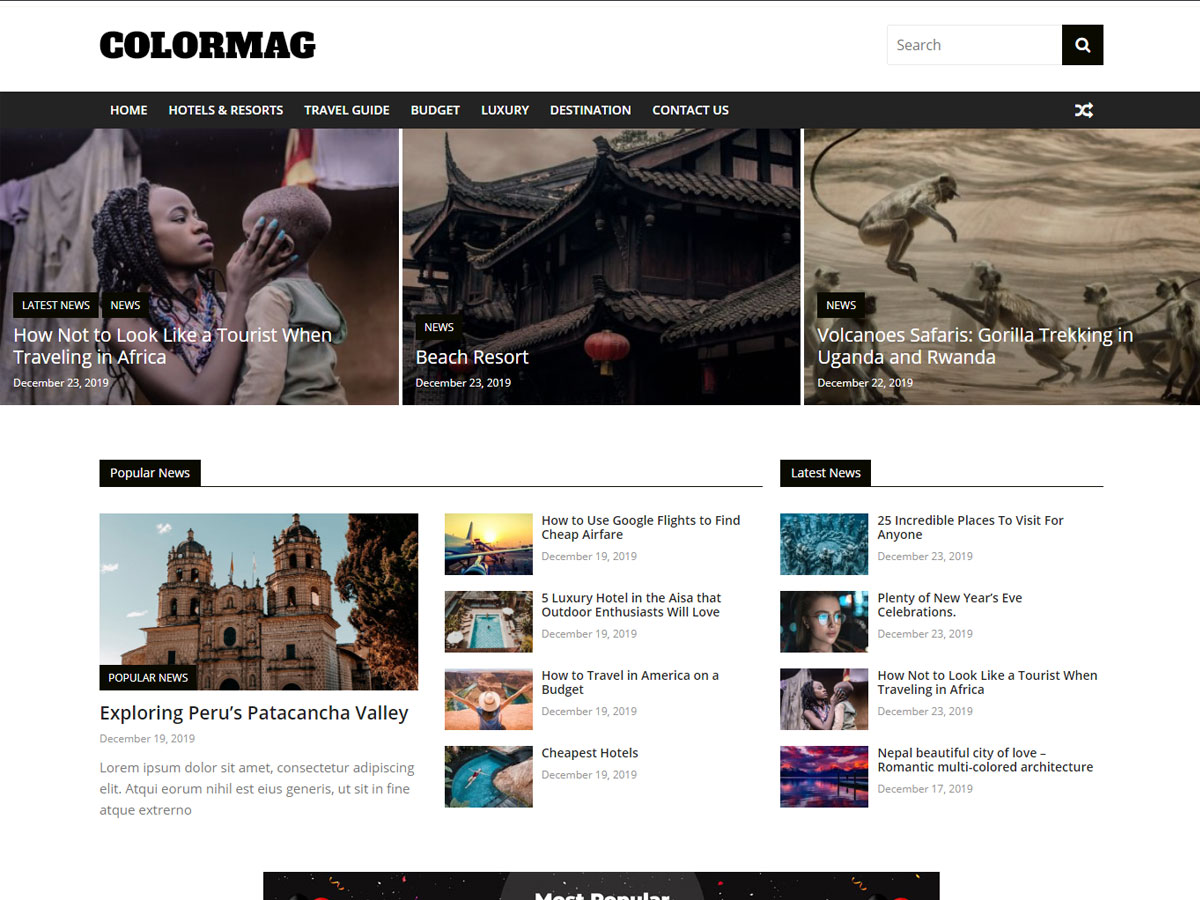 COLORMAG
Search
HOME HOTELS & RESORTS TRAVEL GUIDE BUDGET LUXURY DESTINATION CONTACT US
LATEST NEWS NEWS
How Not to Look Like a Tourist When
Traveling in Africa
December 23, 2019
NEWS
Beach Resort
December 23, 2019
NEWS
Volcanoes Safaris: Gorilla Trekking in
Uganda and Rwanda
December 22, 2019
Popular News
POPULAR NEWS
Exploring Peru’s Patacancha Valley
December 19, 2019
Lorem ipsum dolor sit amet, consectetur adipiscing
elit. Atqui eorum nihil est eius generis, ut sit in fine
atque extrerno
How to Use Google Flights to Find
Cheap Airfare
December 19, 2019
5 Luxury Hotel in the Aisa that
Outdoor Enthusiasts Will Love
December 19, 2019
How to Travel in America on a
Budget
December 19, 2019
Cheapest Hotels
December 19, 2019
Latest News
25 Incredible Places To Visit For
Anyone
December 23, 2019
Plenty of New Year’s Eve
Celebrations.
December 23, 2019
How Not to Look Like a Tourist When
Traveling in Africa
December 23, 2019
Nepal beautiful city of love –
Romantic multi-colored architecture
December 17, 2019
Most Popular